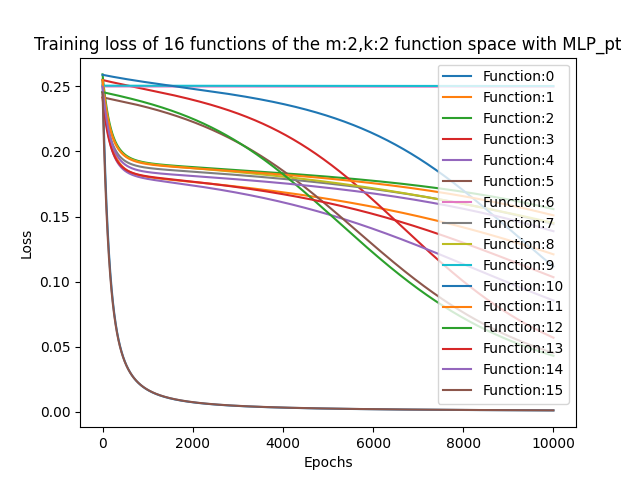 Training loss of 16 functions of the m:2,k:2 function space with MLP_pt
Loss
0.25
0.20
0.15
0.10
0.05
0.00
0
2000
4000
6000
8000
10000
Epochs
Function:0
Function:1
Function:2
Function:3
Function:4
Function:5
Function:6
Function:7
Function:8
Function:9
Function:10
Function:11
Function:12
Function:13
Function:14
Function:15